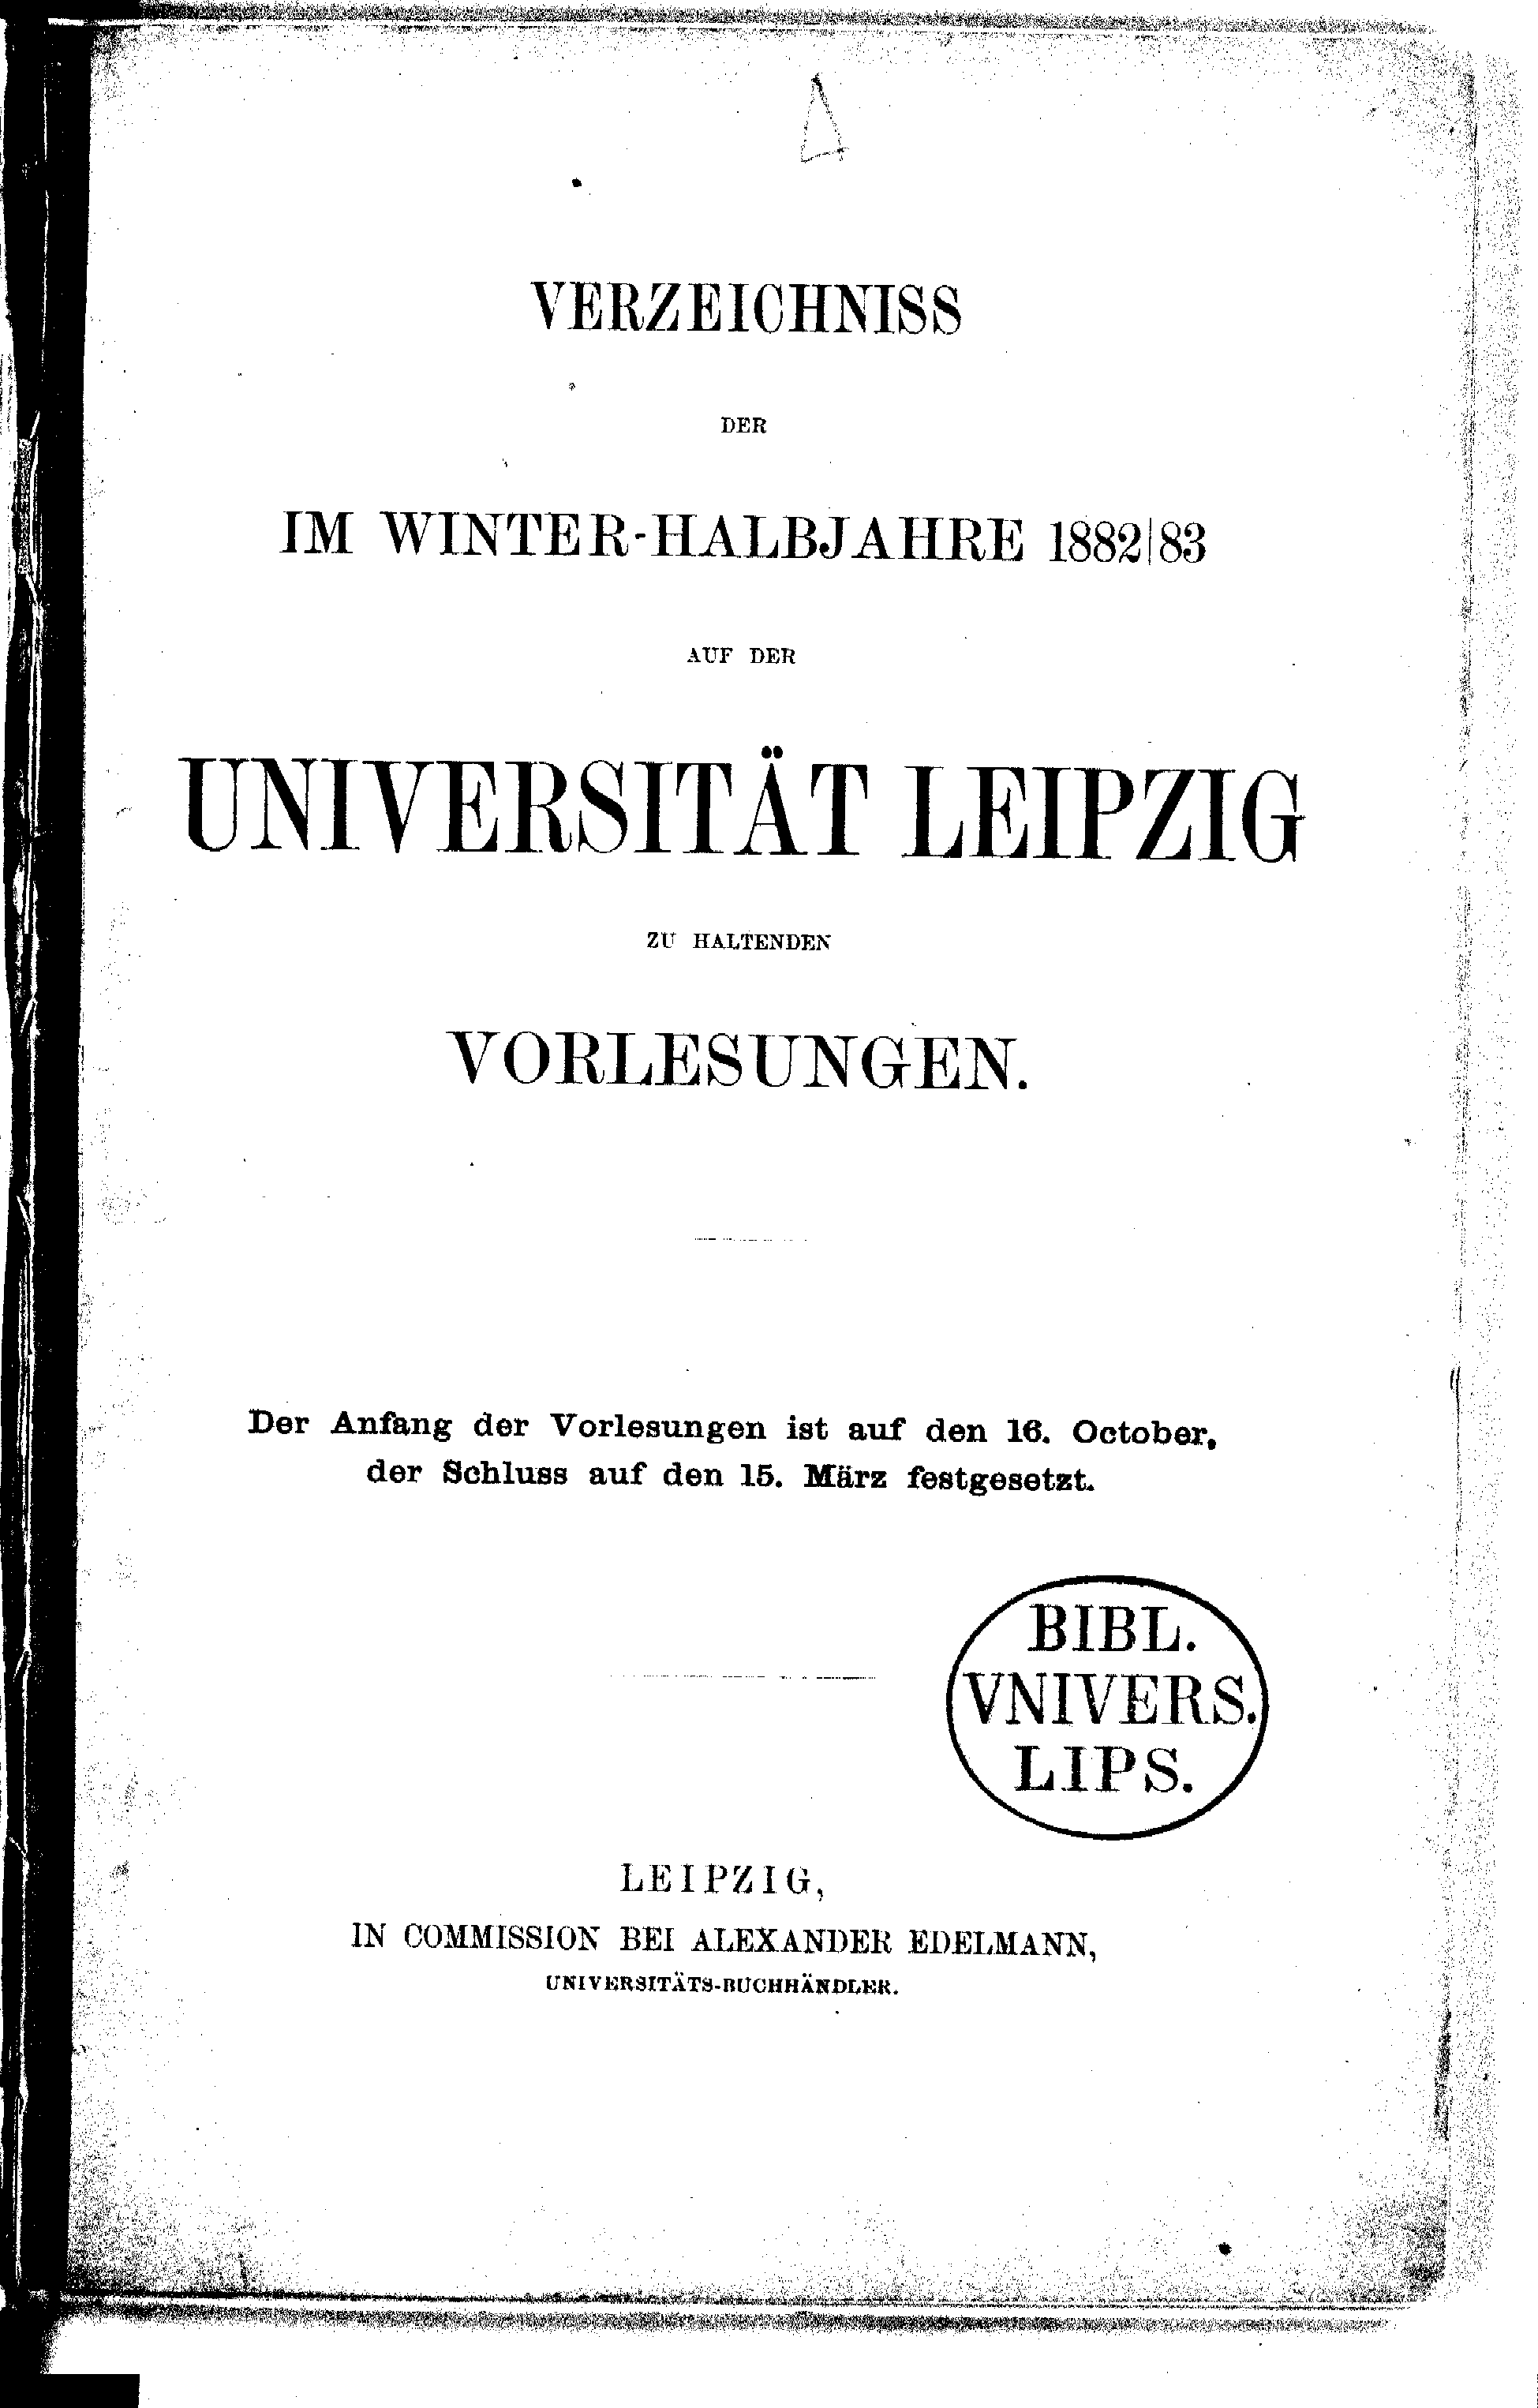 VERZEICHNISS
DER
IM WINTER-HALBJAHRE 1882|83
AUF DER
UNIVERSITÄT LEIPZIG
ZU HALTENDEN
VORLESUNGEN.
Der Anfang der Vorlesungen ist auf den 16. October,
der Schluss auf den 15. März festgesetzt.
BIBL.
VNIVERS.
LIPS.
LEIPZIG,
IN COMMISSION BEI ALEXANDER EDELMANN,
UNIVERSITÄTS-BUCHHÄNDLER.